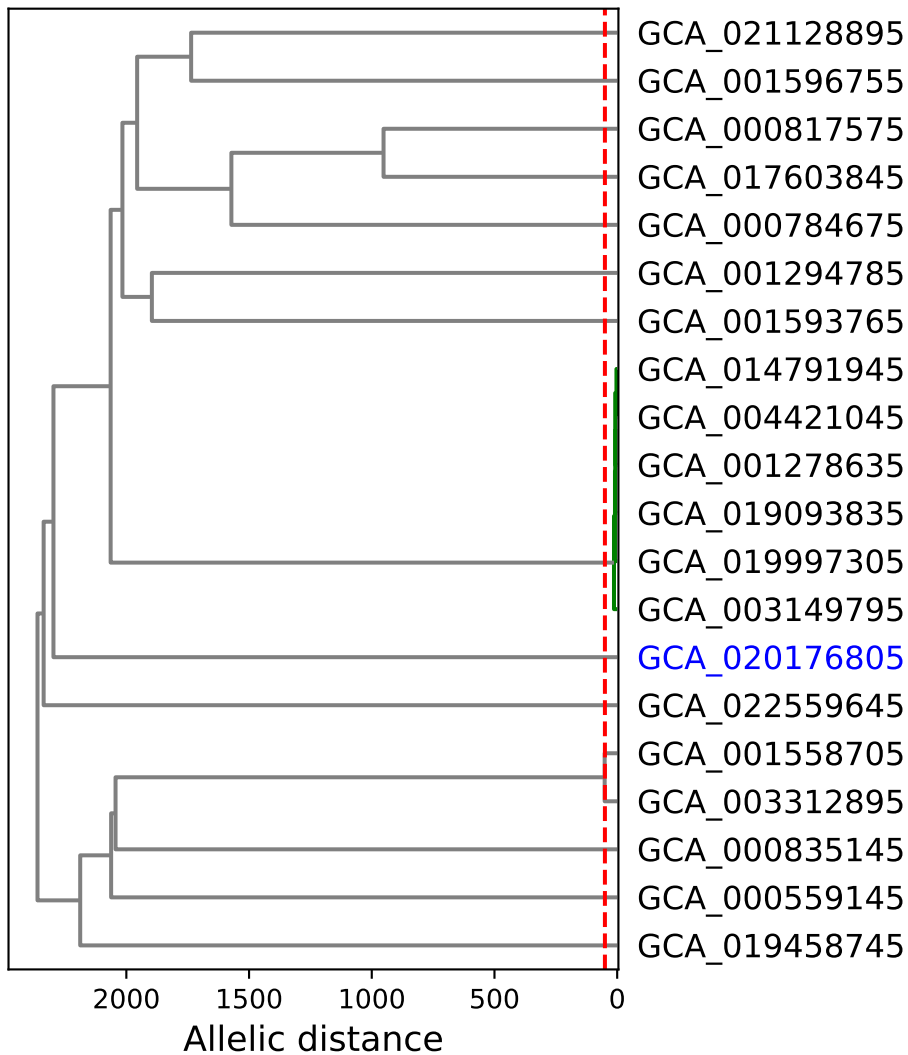 GCA_021128895
GCA_001596755
GCA_000817575
GCA_017603845
GCA_000784675
GCA_001294785
GCA_001593765
GCA_014791945
GCA_004421045
GCA_001278635
GCA_019093835
GCA_019997305
GCA_003149795
GCA_020176805
GCA_022559645
GCA_001558705
GCA_003312895
GCA_000835145
GCA_000559145
GCA_019458745
2000 1500 1000 500 0
Allelic distance